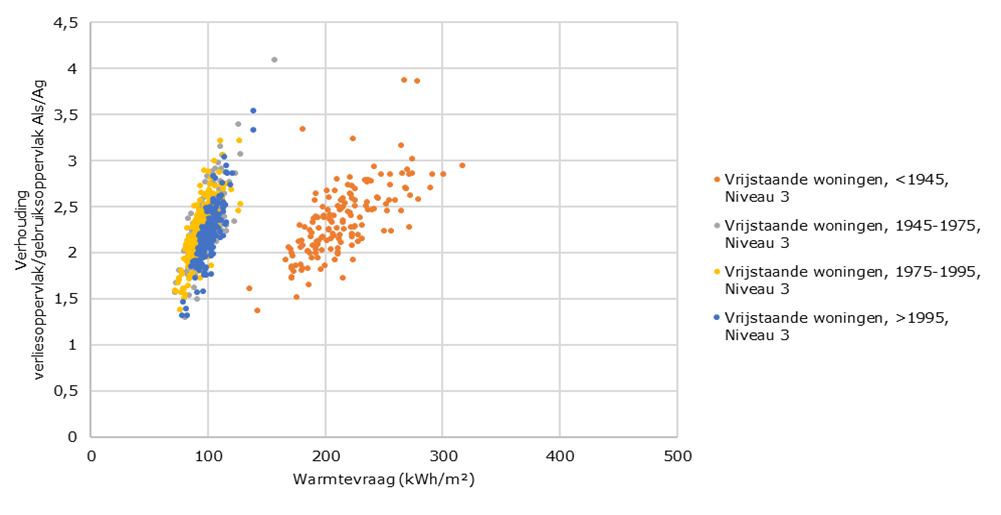 4,5
4
3,5
3
2,5
2
1,5
1
0,5
0
Verhouding
verliesoppervlak/gebruiksoppervlak Als/Ag
0 100 200 300 400 500
Warmtevraag (kWh/m²)
Vrijstaande woningen, <1945,
Niveau 3
Vrijstaande woningen, 1945-1975,
Niveau 3
Vrijstaande woningen, 1975-1995,
Niveau 3
Vrijstaande woningen, >1995,
Niveau 3